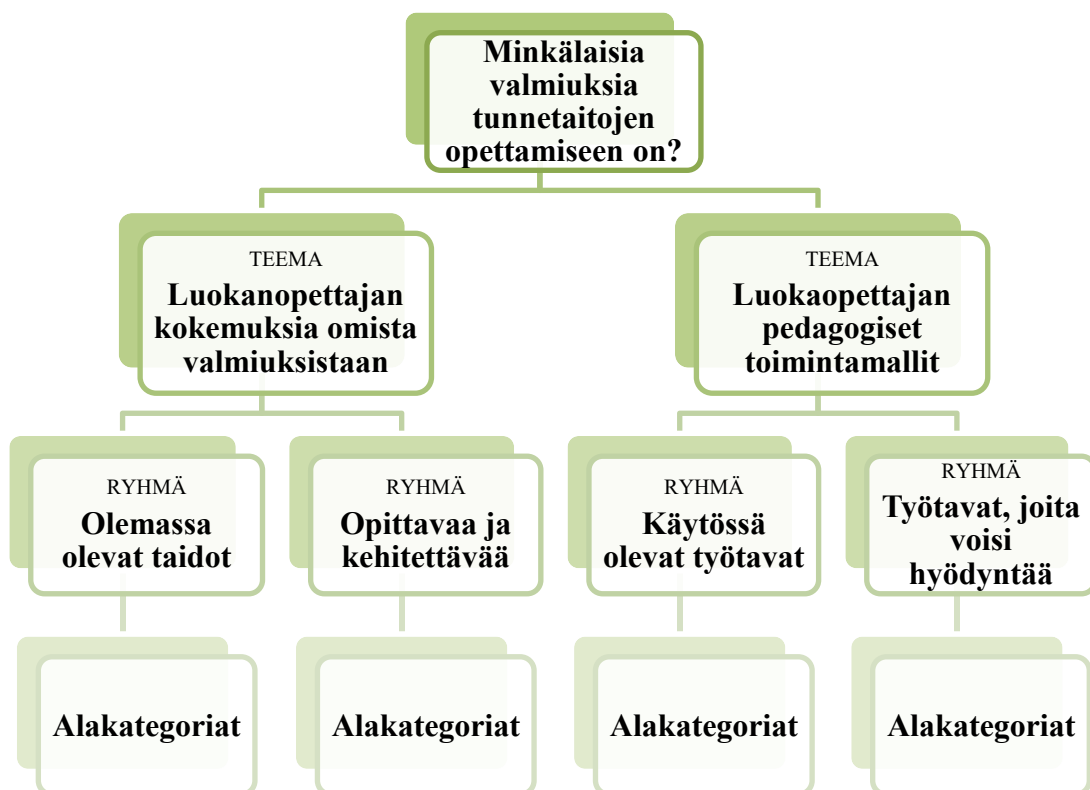 Minkälaisia
valmiuksia
tunnetaitojen
opettamiseen on?
TEEMA
Luokanopettajan
kokemuksia omista
valmiuksistaan
TEEMA
Luokaopettajan
pedagogiset
toimintamallit
RYHMÄ
Olemassa
olevat taidot
RYHMÄ
Opittavaa ja
kehitettävää
RYHMÄ
Käytössä
olevat työtavat
RYHMÄ
Työtavat, joita
voisi
hyödyntää
Alakategoriat
Alakategoriat
Alakategoriat
Alakategoriat